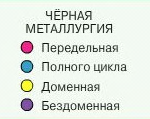 ЧЁРНАЯ
МЕТАЛЛУРГИЯ
Передельная
Полного цикла
Доменная
Бездоменная